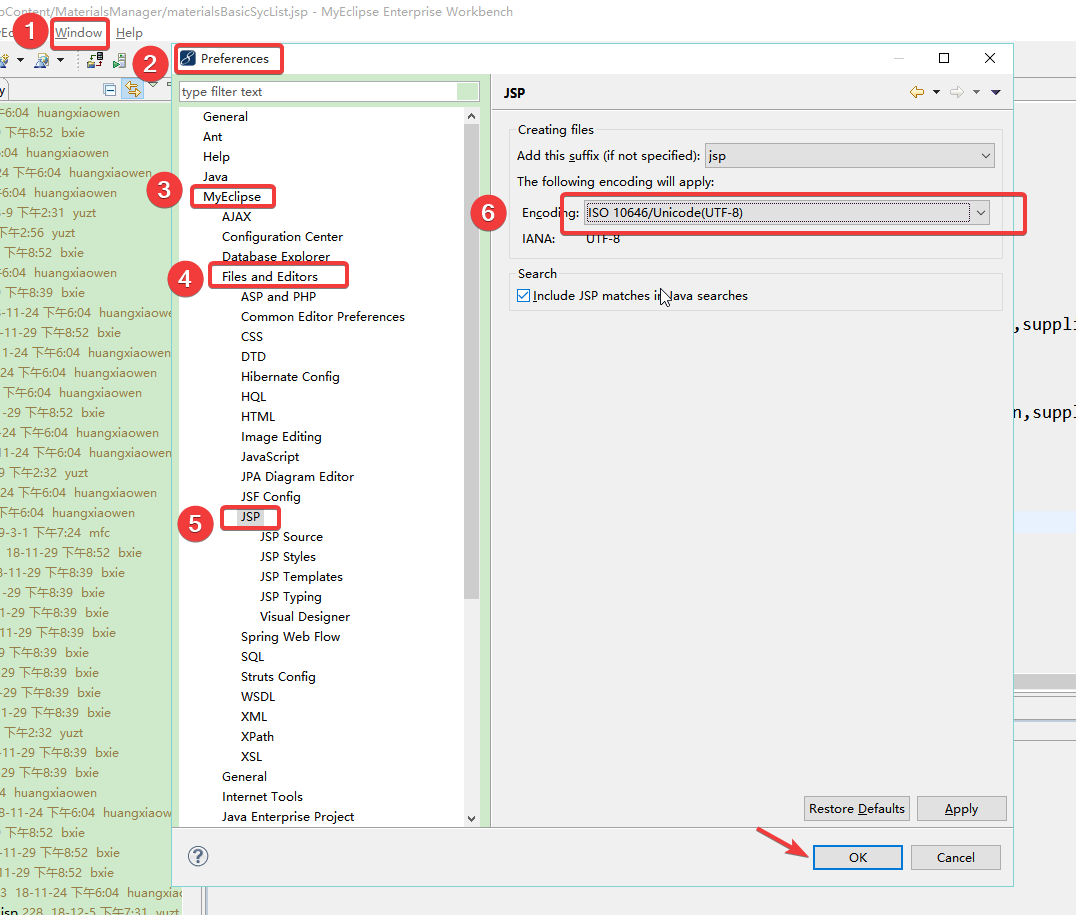 oContent/MaterialsManager/materialsBasicSycList.jsp - MyEclipse Enterprise Workbench
1
Window
Help
2
Preferences
type filter text
General
Ant
Help
Java
3
MyEclipse
AJAX
Configuration Center
Database Explorer
4
Files and Editors
ASP and PHP
Common Editor Preferences
CSS
DTD
Hibernate Config
HQL
HTML
Image Editing
JavaScript
JPA Diagram Editor
JSF Config
5
JSP
JSP Source
JSP Styles
JSP Templates
JSP Typing
Visual Designer
Spring Web Flow
SQL
Struts Config
WSDL
XML
XPath
XSL
General
Internet Tools
Java Enterprise Project
JSP
Creating files
Add this suffix (if not specified): jsp
The following encoding will apply:
6
Encoding: ISO 10646/Unicode(UTF-8)
IANA: UTF-8
Search
Include JSP matches in Java searches
Restore Defaults
Apply
OK
Cancel
?
6:04 huangxiaowen
下午8:52 bxie
:04 huangxiaowen
24 下午6:04 huangxiaowen
3-9 下午2:31 yuzt
下午2:56 yuzt
下午8:52 bxie
6:04 huangxiaowen
下午8:39 bxie
-11-24 下午6:04 huangxiaowe
-11-29 下午8:52 bxie
1-24 下午6:04 huangxiaowen
24 下午6:04 huangxiaowen
下午6:04 huangxiaowen
-29 下午8:52 bxie
-24 下午6:04 huangxiaowen
11-24 下午6:04 huangxiaowen
9 下午2:32 yuzt
24 下午6:04 huangxiaowen
下午6:04 huangxiaowen
9-3-1 下午7:24 mfc
18-11-29 下午8:52 bxie
8-11-29 下午8:39 bxie
-29 下午8:39 bxie
1-29 下午8:39 bxie
11-29 下午8:39 bxie
9 下午8:39 bxie
-29 下午8:39 bxie
-29 下午8:39 bxie
1-29 下午8:39 bxie
下午2:32 yuzt
-11-29 下午8:39 bxie
-29 下午8:39 bxie
4 huangxiaowen
8-11-24 下午6:04 huangxiaow
下午8:52 bxie
-11-29 下午8:52 bxie
11-29 下午8:52 bxie
3 18-11-24 下午6:04 huangxia
jsp 228 18-12-5 下午7:31 yuzt
,suppli
n,suppl